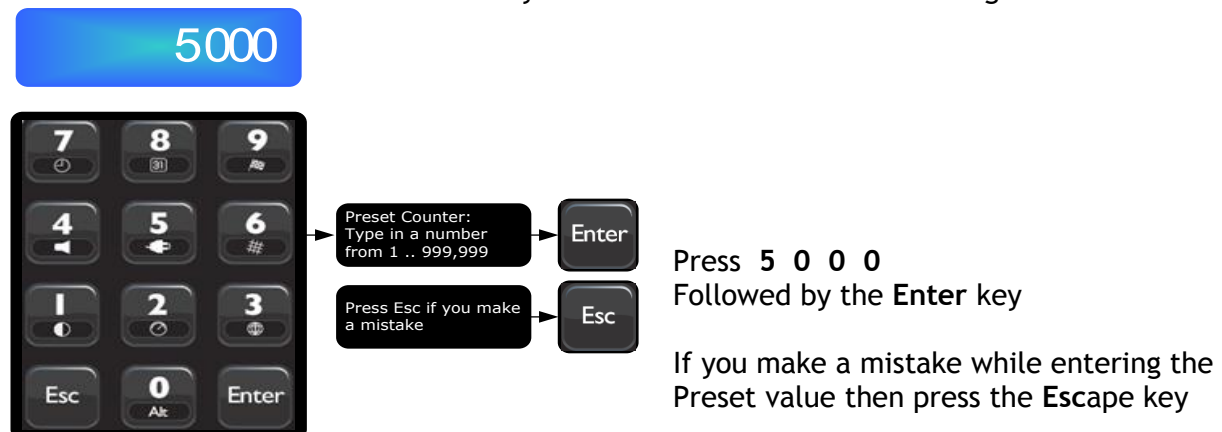 5000
7 8 9
31
4 5 6
#
1 2 3
Esc 0 Enter
Alt
Preset Counter:
Type in a number
from 1 .. 999,999
Enter
Press Esc if you make
a mistake
Esc
Press 5 0 0 0
Followed by the Enter key
If you make a mistake while entering the
Preset value then press the Escape key